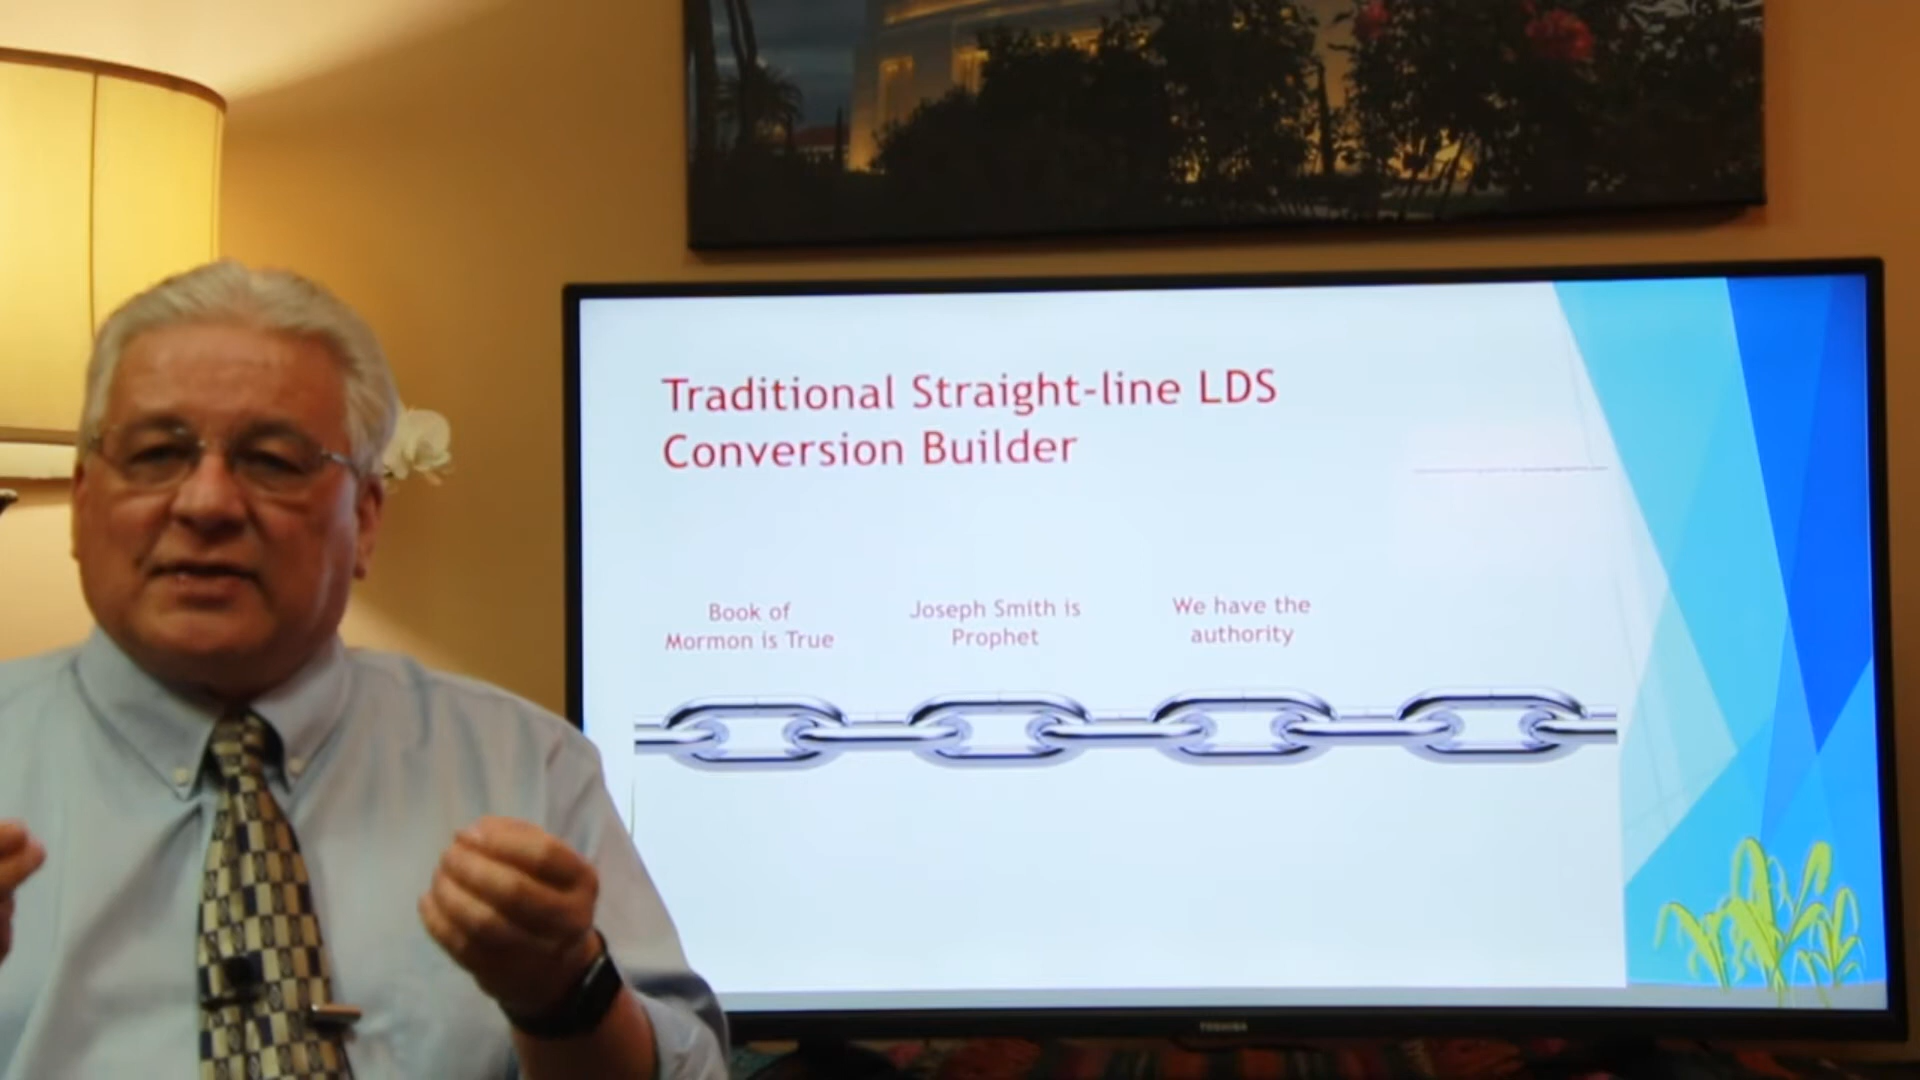 Traditional Straight-line LDS
Conversion Builder
Book of
Mormon is True
Joseph Smith is
Prophet
We have the
authority
TOSHIBA